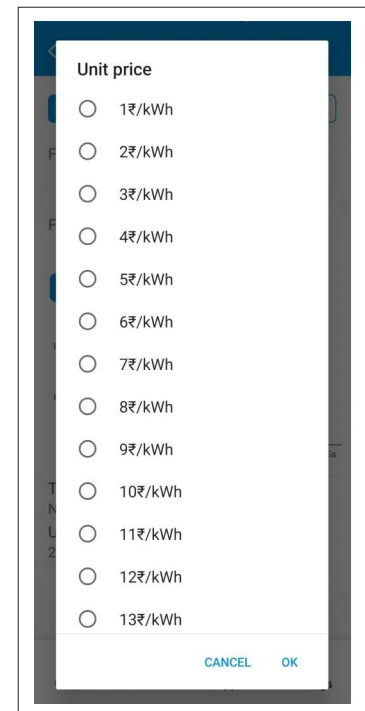 Unit price
1₹/kWh
2₹/kWh
3₹/kWh
4₹/kWh
5₹/kWh
6₹/kWh
7₹/kWh
8₹/kWh
9₹/kWh
10₹/kWh
11₹/kWh
12₹/kWh
13₹/kWh
CANCEL OK